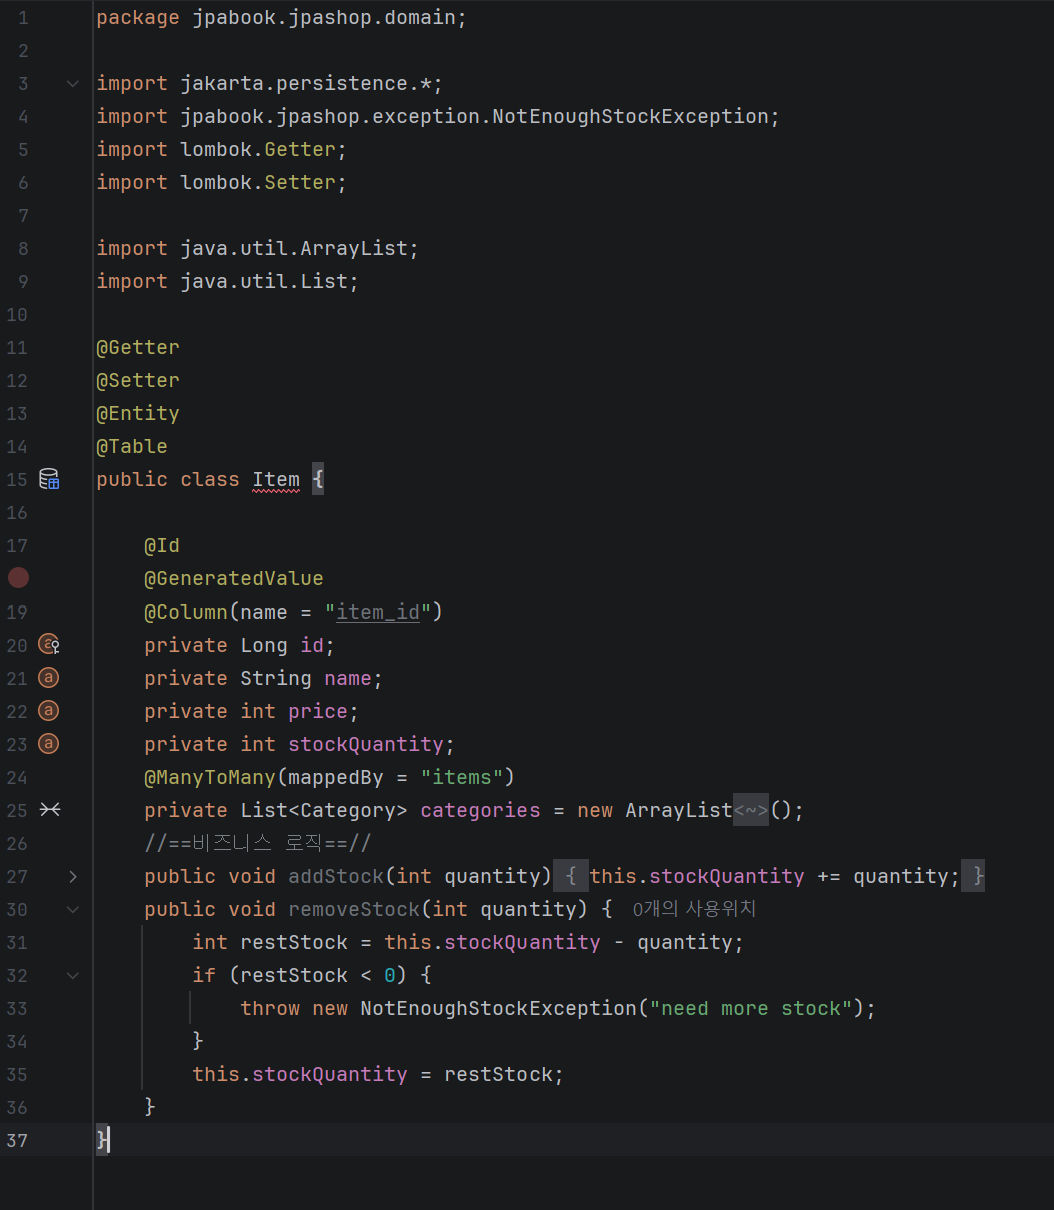 1 package jpabook.jpashop.domain;
2
3 import jakarta.persistence.*;
4 import jpabook.jpashop.exception.NotEnoughStockException;
5 import lombok.Getter;
6 import lombok.Setter;
7
8 import java.util.ArrayList;
9 import java.util.List;
10
11 @Getter
12 @Setter
13 @Entity
14 @Table
15 public class Item {
16
17     @Id
    @GeneratedValue
19     @Column(name = "item_id")
20     private Long id;
21     private String name;
22     private int price;
23     private int stockQuantity;
24     @ManyToMany(mappedBy = "items")
25     private List<Category> categories = new ArrayList<~>();
26     //==비즈니스 로직==//
27     public void addStock(int quantity) { this.stockQuantity += quantity; }
30     public void removeStock(int quantity) { 0개의 사용위치
31         int restStock = this.stockQuantity - quantity;
32         if (restStock < 0) {
33             throw new NotEnoughStockException("need more stock");
34         }
35         this.stockQuantity = restStock;
36     }
37 }